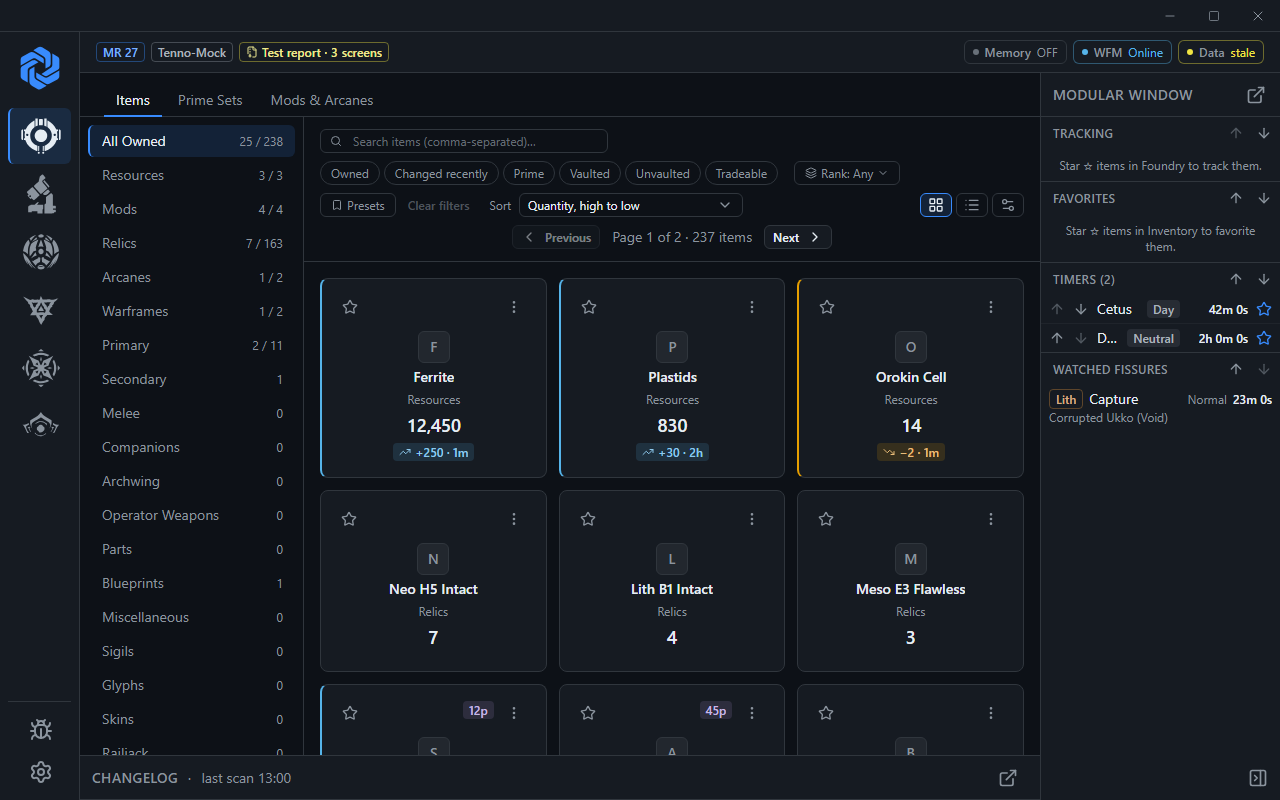 MR 27
Tenno-Mock
Test report · 3 screens
Memory OFF
WFM Online
Data stale
Items
Prime Sets
Mods & Arcanes
All Owned 25 / 238
Resources 3 / 3
Mods 4 / 4
Relics 7 / 163
Arcanes 1 / 2
Warframes 1 / 2
Primary 2 / 11
Secondary 1
Melee 0
Companions 0
Archwing 0
Operator Weapons 0
Parts 0
Blueprints 1
Miscellaneous 0
Sigils 0
Glyphs 0
Skins 0
Railjack 0
Search items (comma-separated)...
Owned
Changed recently
Prime
Vaulted
Unvaulted
Tradeable
Rank: Any
Presets
Clear filters
Sort
Quantity, high to low
Previous
Page 1 of 2 · 237 items
Next
F
Ferrite
Resources
12,450
+250 · 1m
P
Plastids
Resources
830
+30 · 2h
O
Orokin Cell
Resources
14
−2 · 1m
N
Neo H5 Intact
Relics
7
L
Lith B1 Intact
Relics
4
M
Meso E3 Flawless
Relics
3
12p
S
45p
A
B
CHANGELOG · last scan 13:00
MODULAR WINDOW
TRACKING
Star ☆ items in Foundry to track them.
FAVORITES
Star ☆ items in Inventory to favorite
them.
TIMERS (2)
Cetus Day 42m 0s
D... Neutral 2h 0m 0s
WATCHED FISSURES
Lith Capture Normal 23m 0s
Corrupted Ukko (Void)